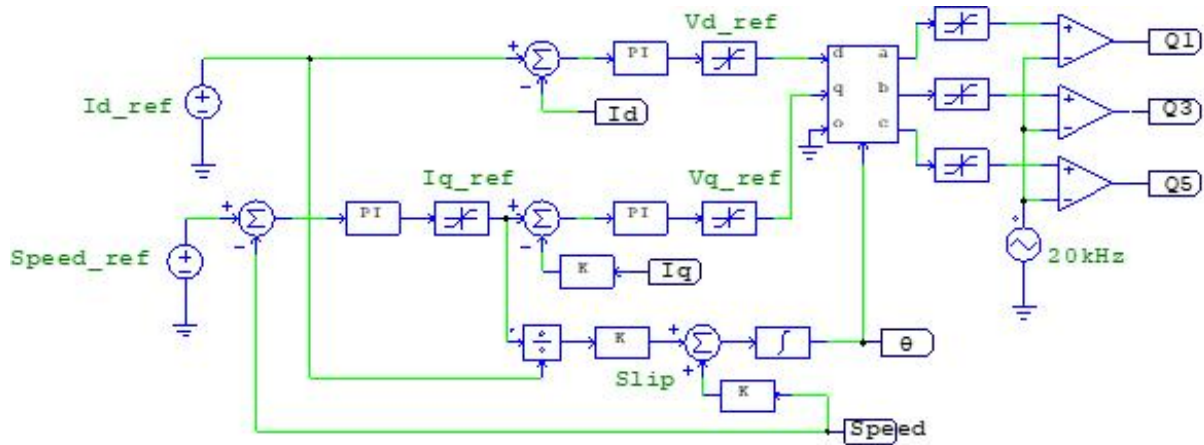 Vd_ref
PI
d a
Q1
Id_ref
Id
q b
Q3
o c
Iq_ref
Vq_ref
PI
PI
Q5
Speed_ref
K
Iq
20kHz
K
θ
Slip
K
Speed